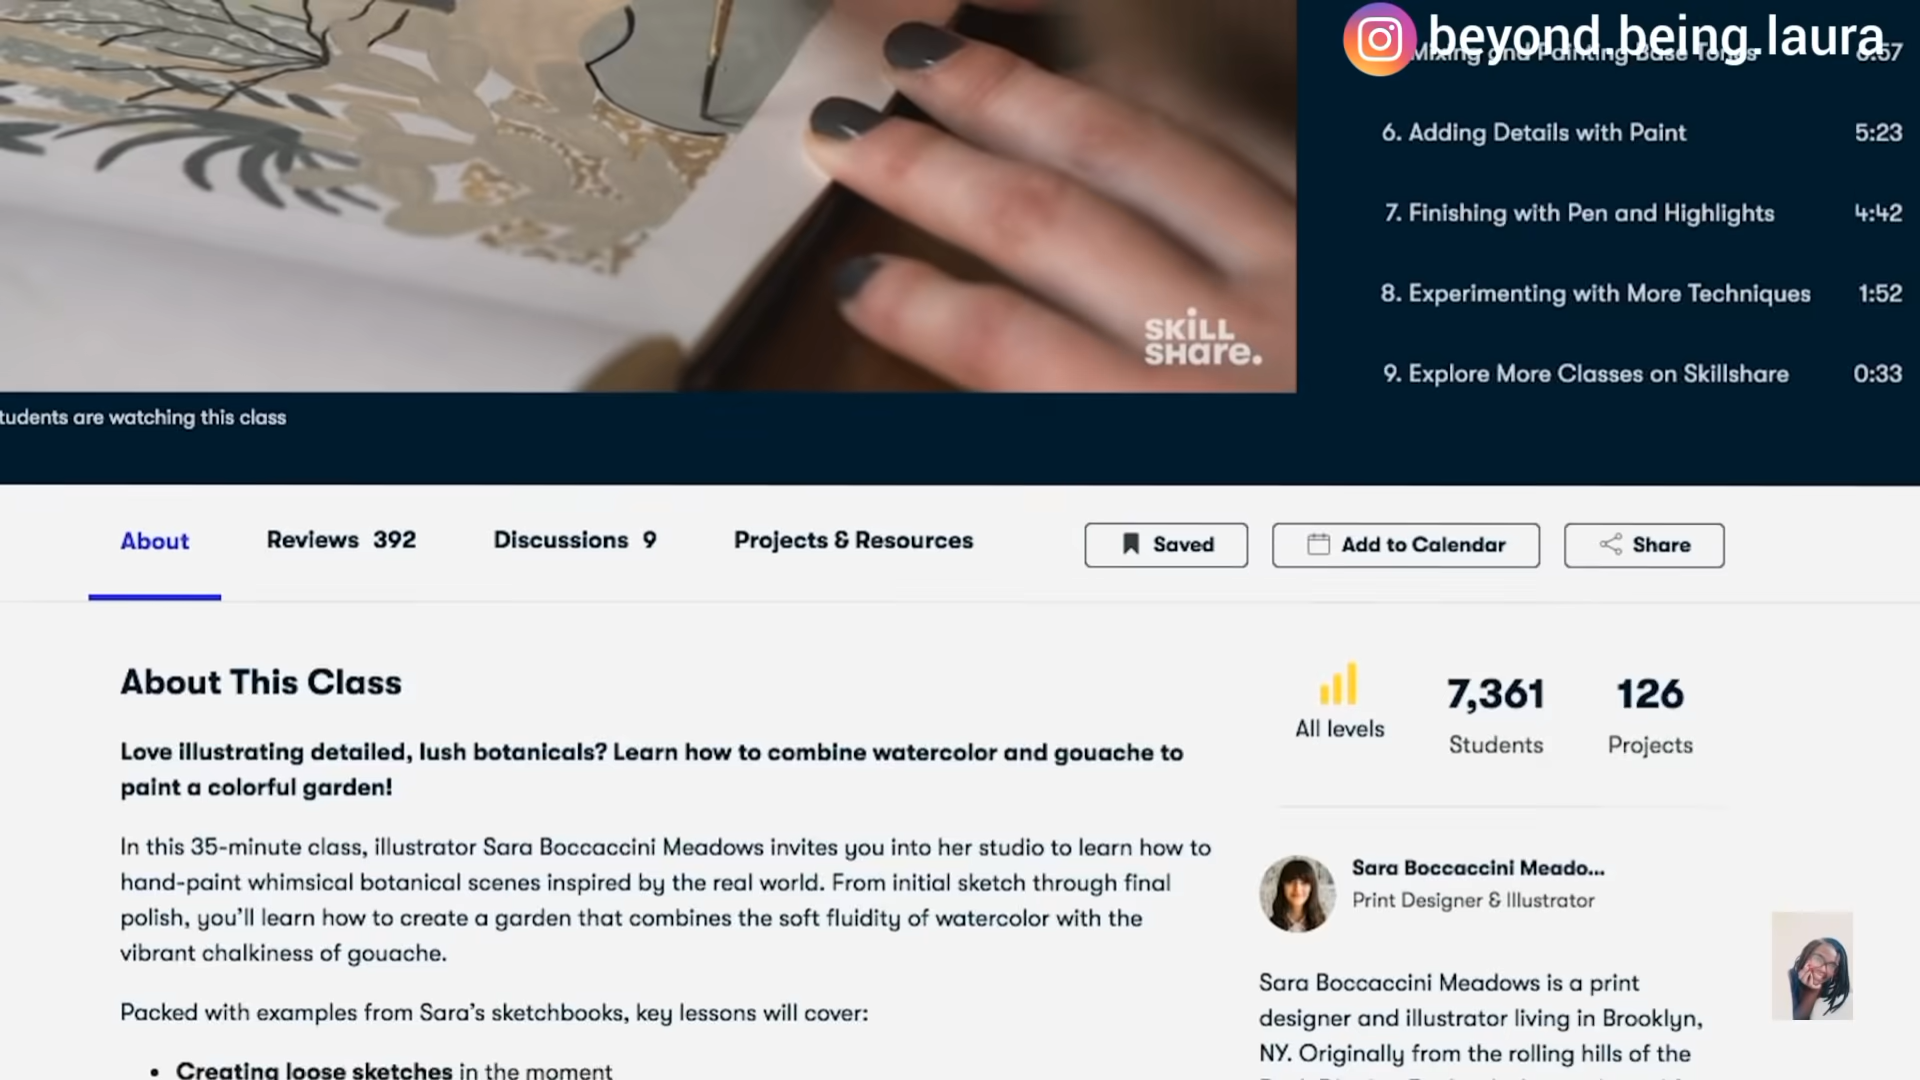 beyond.being.laura
Mixing and Painting Base Tones 6:57
6. Adding Details with Paint 5:23
7. Finishing with Pen and Highlights 4:42
8. Experimenting with More Techniques 1:52
9. Explore More Classes on Skillshare 0:33
SKILL
SHare.
tudents are watching this class
About Reviews 392 Discussions 9 Projects & Resources Saved Add to Calendar Share
About This Class
Love illustrating detailed, lush botanicals? Learn how to combine watercolor and gouache to
paint a colorful garden!
In this 35-minute class, illustrator Sara Boccaccini Meadows invites you into her studio to learn how to
hand-paint whimsical botanical scenes inspired by the real world. From initial sketch through final
polish, you'll learn how to create a garden that combines the soft fluidity of watercolor with the
vibrant chalkiness of gouache.
Packed with examples from Sara's sketchbooks, key lessons will cover:
• Creating loose sketches in the moment
All levels
7,361
Students
126
Projects
Sara Boccaccini Meado...
Print Designer & Illustrator
Sara Boccaccini Meadows is a print
designer and illustrator living in Brooklyn,
NY. Originally from the rolling hills of the